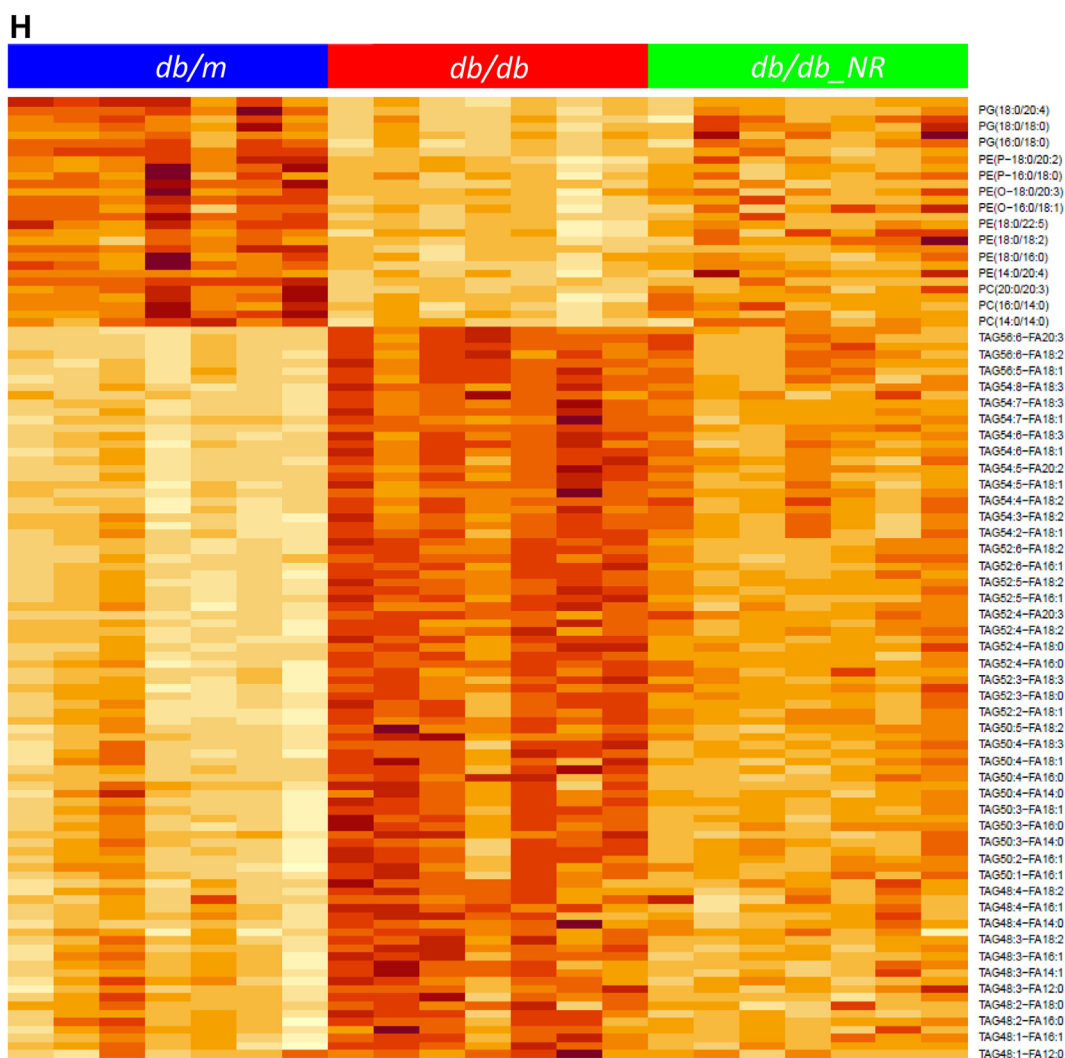 H
db/m db/db db/db_NR
PG(18:0/20:4)
PG(18:0/18:0)
PG(16:0/18:0)
PE(P−18:0/20:2)
PE(P−16:0/18:0)
PE(O−18:0/20:3)
PE(O−16:0/18:1)
PE(18:0/22:5)
PE(18:0/18:2)
PE(18:0/16:0)
PE(14:0/20:4)
PC(20:0/20:3)
PC(16:0/14:0)
PC(14:0/14:0)
TAG56:6−FA20:3
TAG56:6−FA18:2
TAG56:5−FA18:1
TAG54:8−FA18:3
TAG54:7−FA18:3
TAG54:7−FA18:1
TAG54:6−FA18:3
TAG54:6−FA18:1
TAG54:5−FA20:2
TAG54:5−FA18:1
TAG54:4−FA18:2
TAG54:3−FA18:2
TAG54:2−FA18:1
TAG52:6−FA18:2
TAG52:6−FA16:1
TAG52:5−FA18:2
TAG52:5−FA16:1
TAG52:4−FA20:3
TAG52:4−FA18:2
TAG52:4−FA18:0
TAG52:4−FA16:0
TAG52:3−FA18:3
TAG52:3−FA18:0
TAG52:2−FA18:1
TAG50:5−FA18:2
TAG50:4−FA18:3
TAG50:4−FA18:1
TAG50:4−FA16:0
TAG50:4−FA14:0
TAG50:3−FA18:1
TAG50:3−FA16:0
TAG50:3−FA14:0
TAG50:2−FA16:1
TAG50:1−FA16:1
TAG48:4−FA18:2
TAG48:4−FA16:1
TAG48:4−FA14:0
TAG48:3−FA18:2
TAG48:3−FA16:1
TAG48:3−FA14:1
TAG48:3−FA12:0
TAG48:2−FA18:0
TAG48:2−FA16:0
TAG48:1−FA16:1
TAG48:1−FA12:0